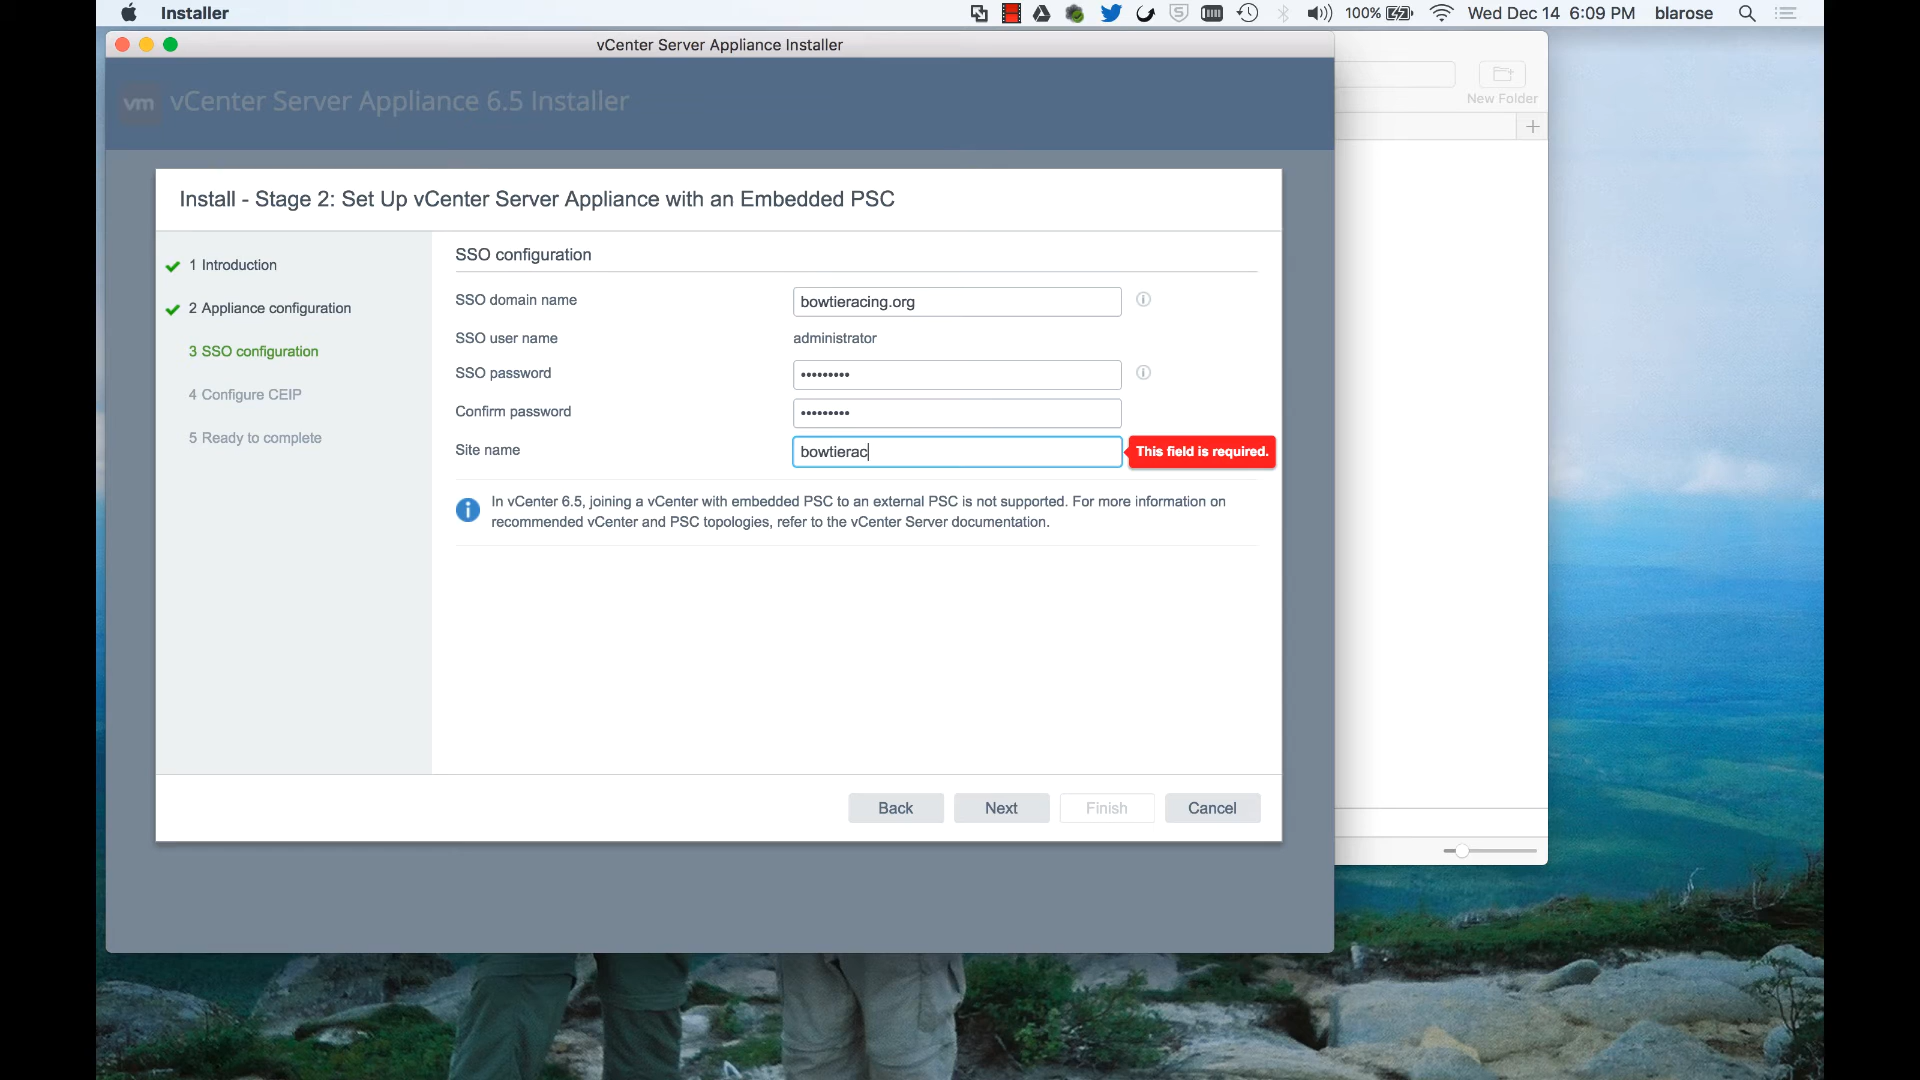 Installer
100%
Wed Dec 14 6:09 PM
blarose
vCenter Server Appliance Installer
vm vCenter Server Appliance 6.5 Installer
New Folder
Install - Stage 2: Set Up vCenter Server Appliance with an Embedded PSC
1 Introduction
2 Appliance configuration
3 SSO configuration
4 Configure CEIP
5 Ready to complete
SSO configuration
SSO domain name
bowtieracing.org
SSO user name
administrator
SSO password
•••••••••
Confirm password
•••••••••
Site name
bowtierac
This field is required.
In vCenter 6.5, joining a vCenter with embedded PSC to an external PSC is not supported. For more information on
recommended vCenter and PSC topologies, refer to the vCenter Server documentation.
Back
Next
Finish
Cancel